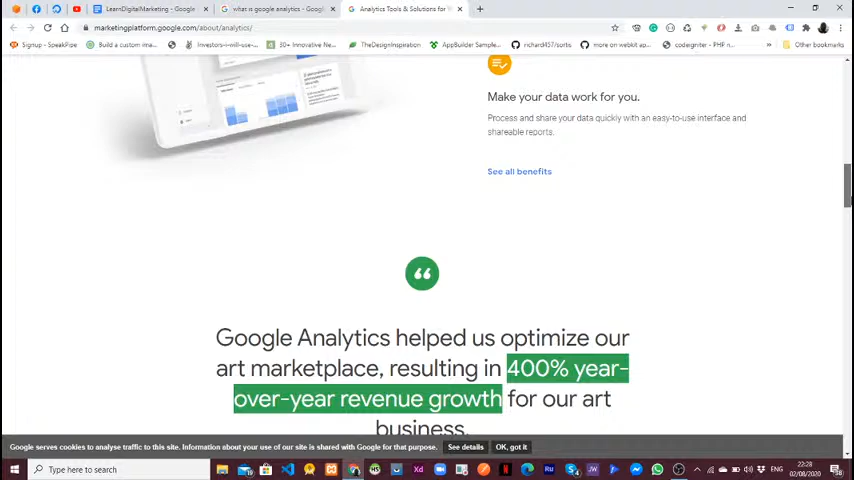 LearnDigitalMarketing - Google
what is google analytics - Google
Analytics Tools & Solutions for
marketingplatform.google.com/about/analytics/
Signup - SpeakPipe
Build a custom ima...
Investors-i-will-use-...
30+ Innovative Ne...
TheDesignInspiration
AppBuilder Sample...
richard457/sorbs
more on webkit app...
codeigniter - PHP n...
Other bookmarks
Make your data work for you.
Process and share your data quickly with an easy-to-use interface and
shareable reports.
See all benefits
Google Analytics helped us optimize our
art marketplace, resulting in 400% year-
over-year revenue growth for our art
business.
Google serves cookies to analyse traffic to this site. Information about your use of our site is shared with Google for that purpose.
See details
OK, got it
Type here to search
ENG
22:28
02/08/2020